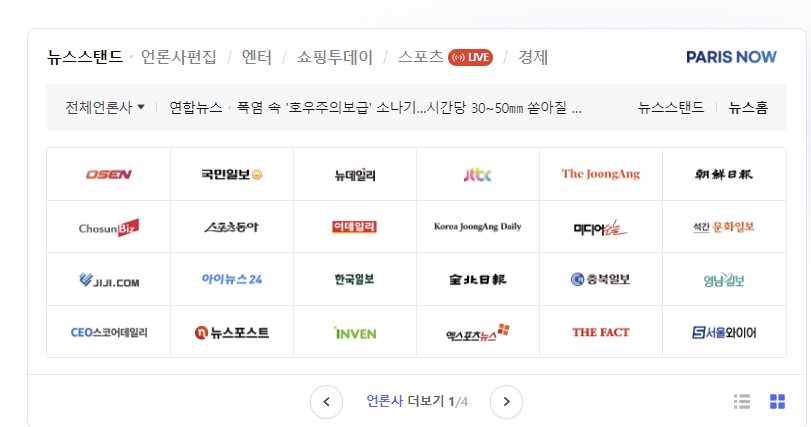 뉴스스탠드 · 언론사편집 / 엔터 / 쇼핑투데이 / 스포츠 LIVE / 경제 PARIS NOW
전체언론사 연합뉴스 · 폭염 속 '호우주의보급' 소나기...시간당 30~50㎜ 쏟아질 ... 뉴스스탠드 뉴스홈
OSEN 국민일보 뉴데일리 jtbc The JoongAng 朝鮮日報
ChosunBiz 스포츠동아 이데일리 Korea JoongAng Daily 미디어오늘 석간 문화일보
JIJI.COM 아이뉴스24 한국일보 全北日報 충북일보 영남일보
CEO스코어데일리 뉴스포스트 INVEN 엑스포츠뉴스 THE FACT 서울와이어
언론사 더보기 1/4